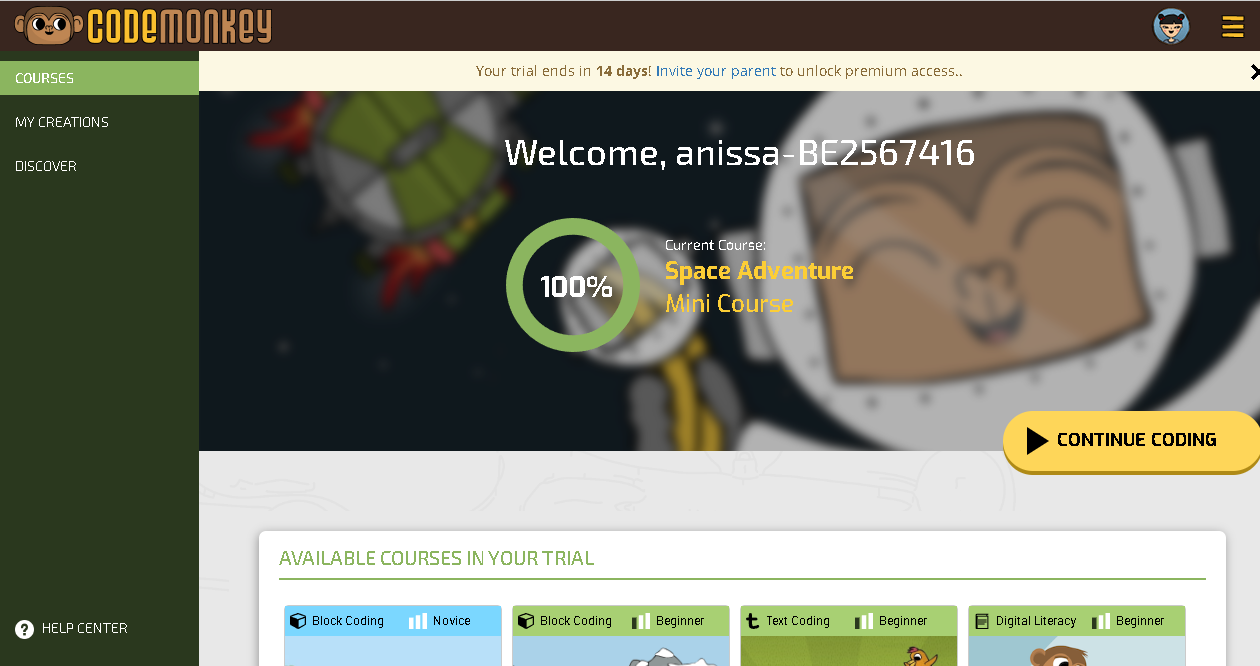 CODEMONKEY
Your trial ends in 14 days! Invite your parent to unlock premium access..
COURSES
MY CREATIONS
DISCOVER
Welcome, anissa-BE2567416
100%
Current Course:
Space Adventure
Mini Course
CONTINUE CODING
AVAILABLE COURSES IN YOUR TRIAL
Block Coding Novice
Block Coding Beginner
t Text Coding Beginner
Digital Literacy Beginner
? HELP CENTER